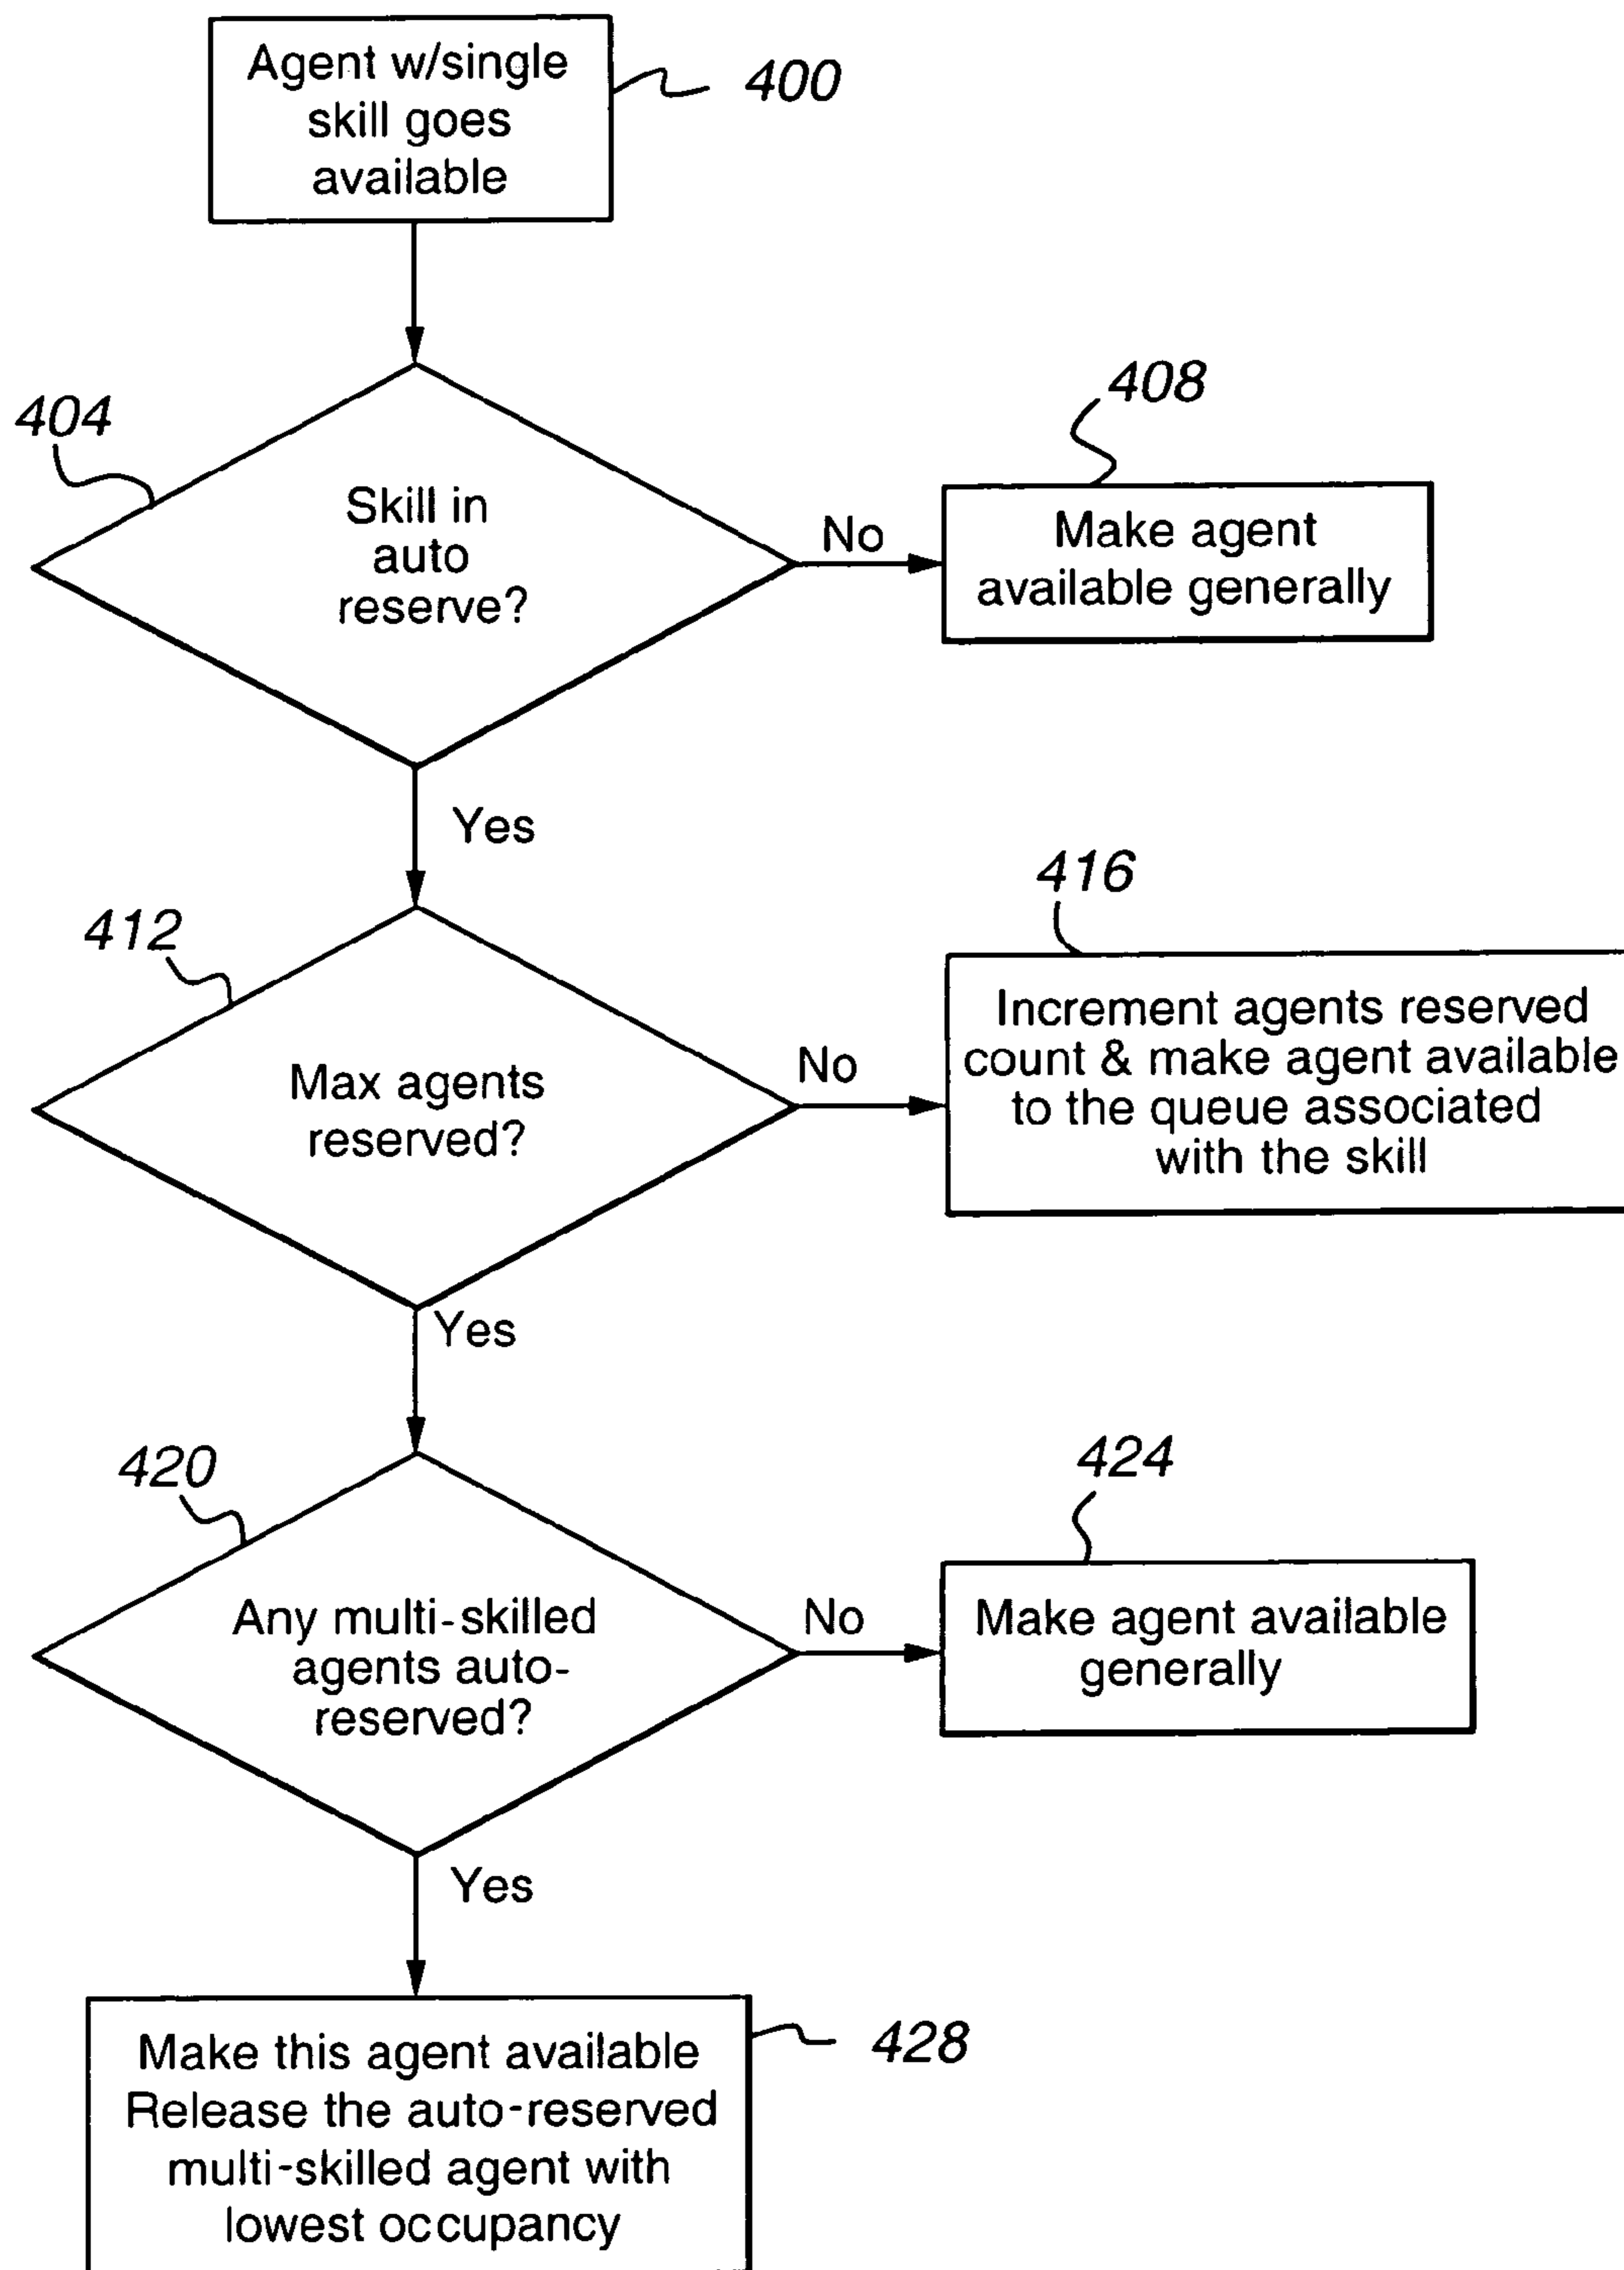 Agent w/single
skill goes
available
400
404
Skill in
auto
reserve?
No
408
Make agent
available generally
Yes
412
Max agents
reserved?
No
416
Increment agents reserved
count & make agent available
to the queue associated
with the skill
Yes
420
Any multi-skilled
agents auto-
reserved?
No
424
Make agent available
generally
Yes
Make this agent available
Release the auto-reserved
multi-skilled agent with
lowest occupancy
428